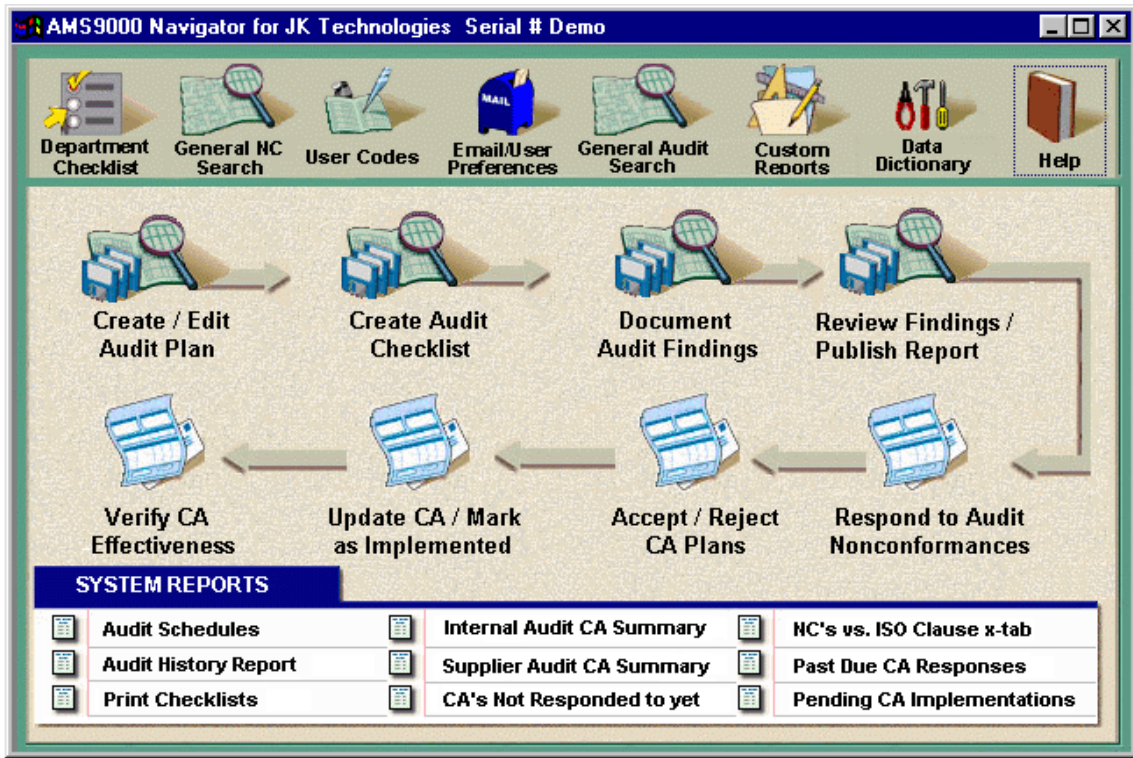 AMS9000 Navigator for JK Technologies Serial # Demo
Department
Checklist
General NC
Search
User Codes
MAIL
Email/User
Preferences
General Audit
Search
Custom
Reports
Data
Dictionary
Help
Create / Edit
Audit Plan
Create Audit
Checklist
Document
Audit Findings
Review Findings /
Publish Report
Verify CA
Effectiveness
Update CA / Mark
as Implemented
Accept / Reject
CA Plans
Respond to Audit
Nonconformances
SYSTEM REPORTS
Audit Schedules
Internal Audit CA Summary
NC's vs. ISO Clause x-tab
Audit History Report
Supplier Audit CA Summary
Past Due CA Responses
Print Checklists
CA's Not Responded to yet
Pending CA Implementations